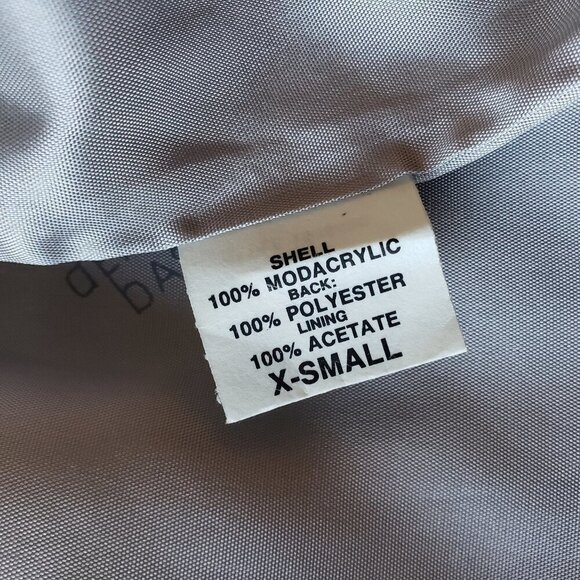 SHELL
100% MODACRYLIC
BACK:
100% POLYESTER
LINING
100% ACETATE
X-SMALL